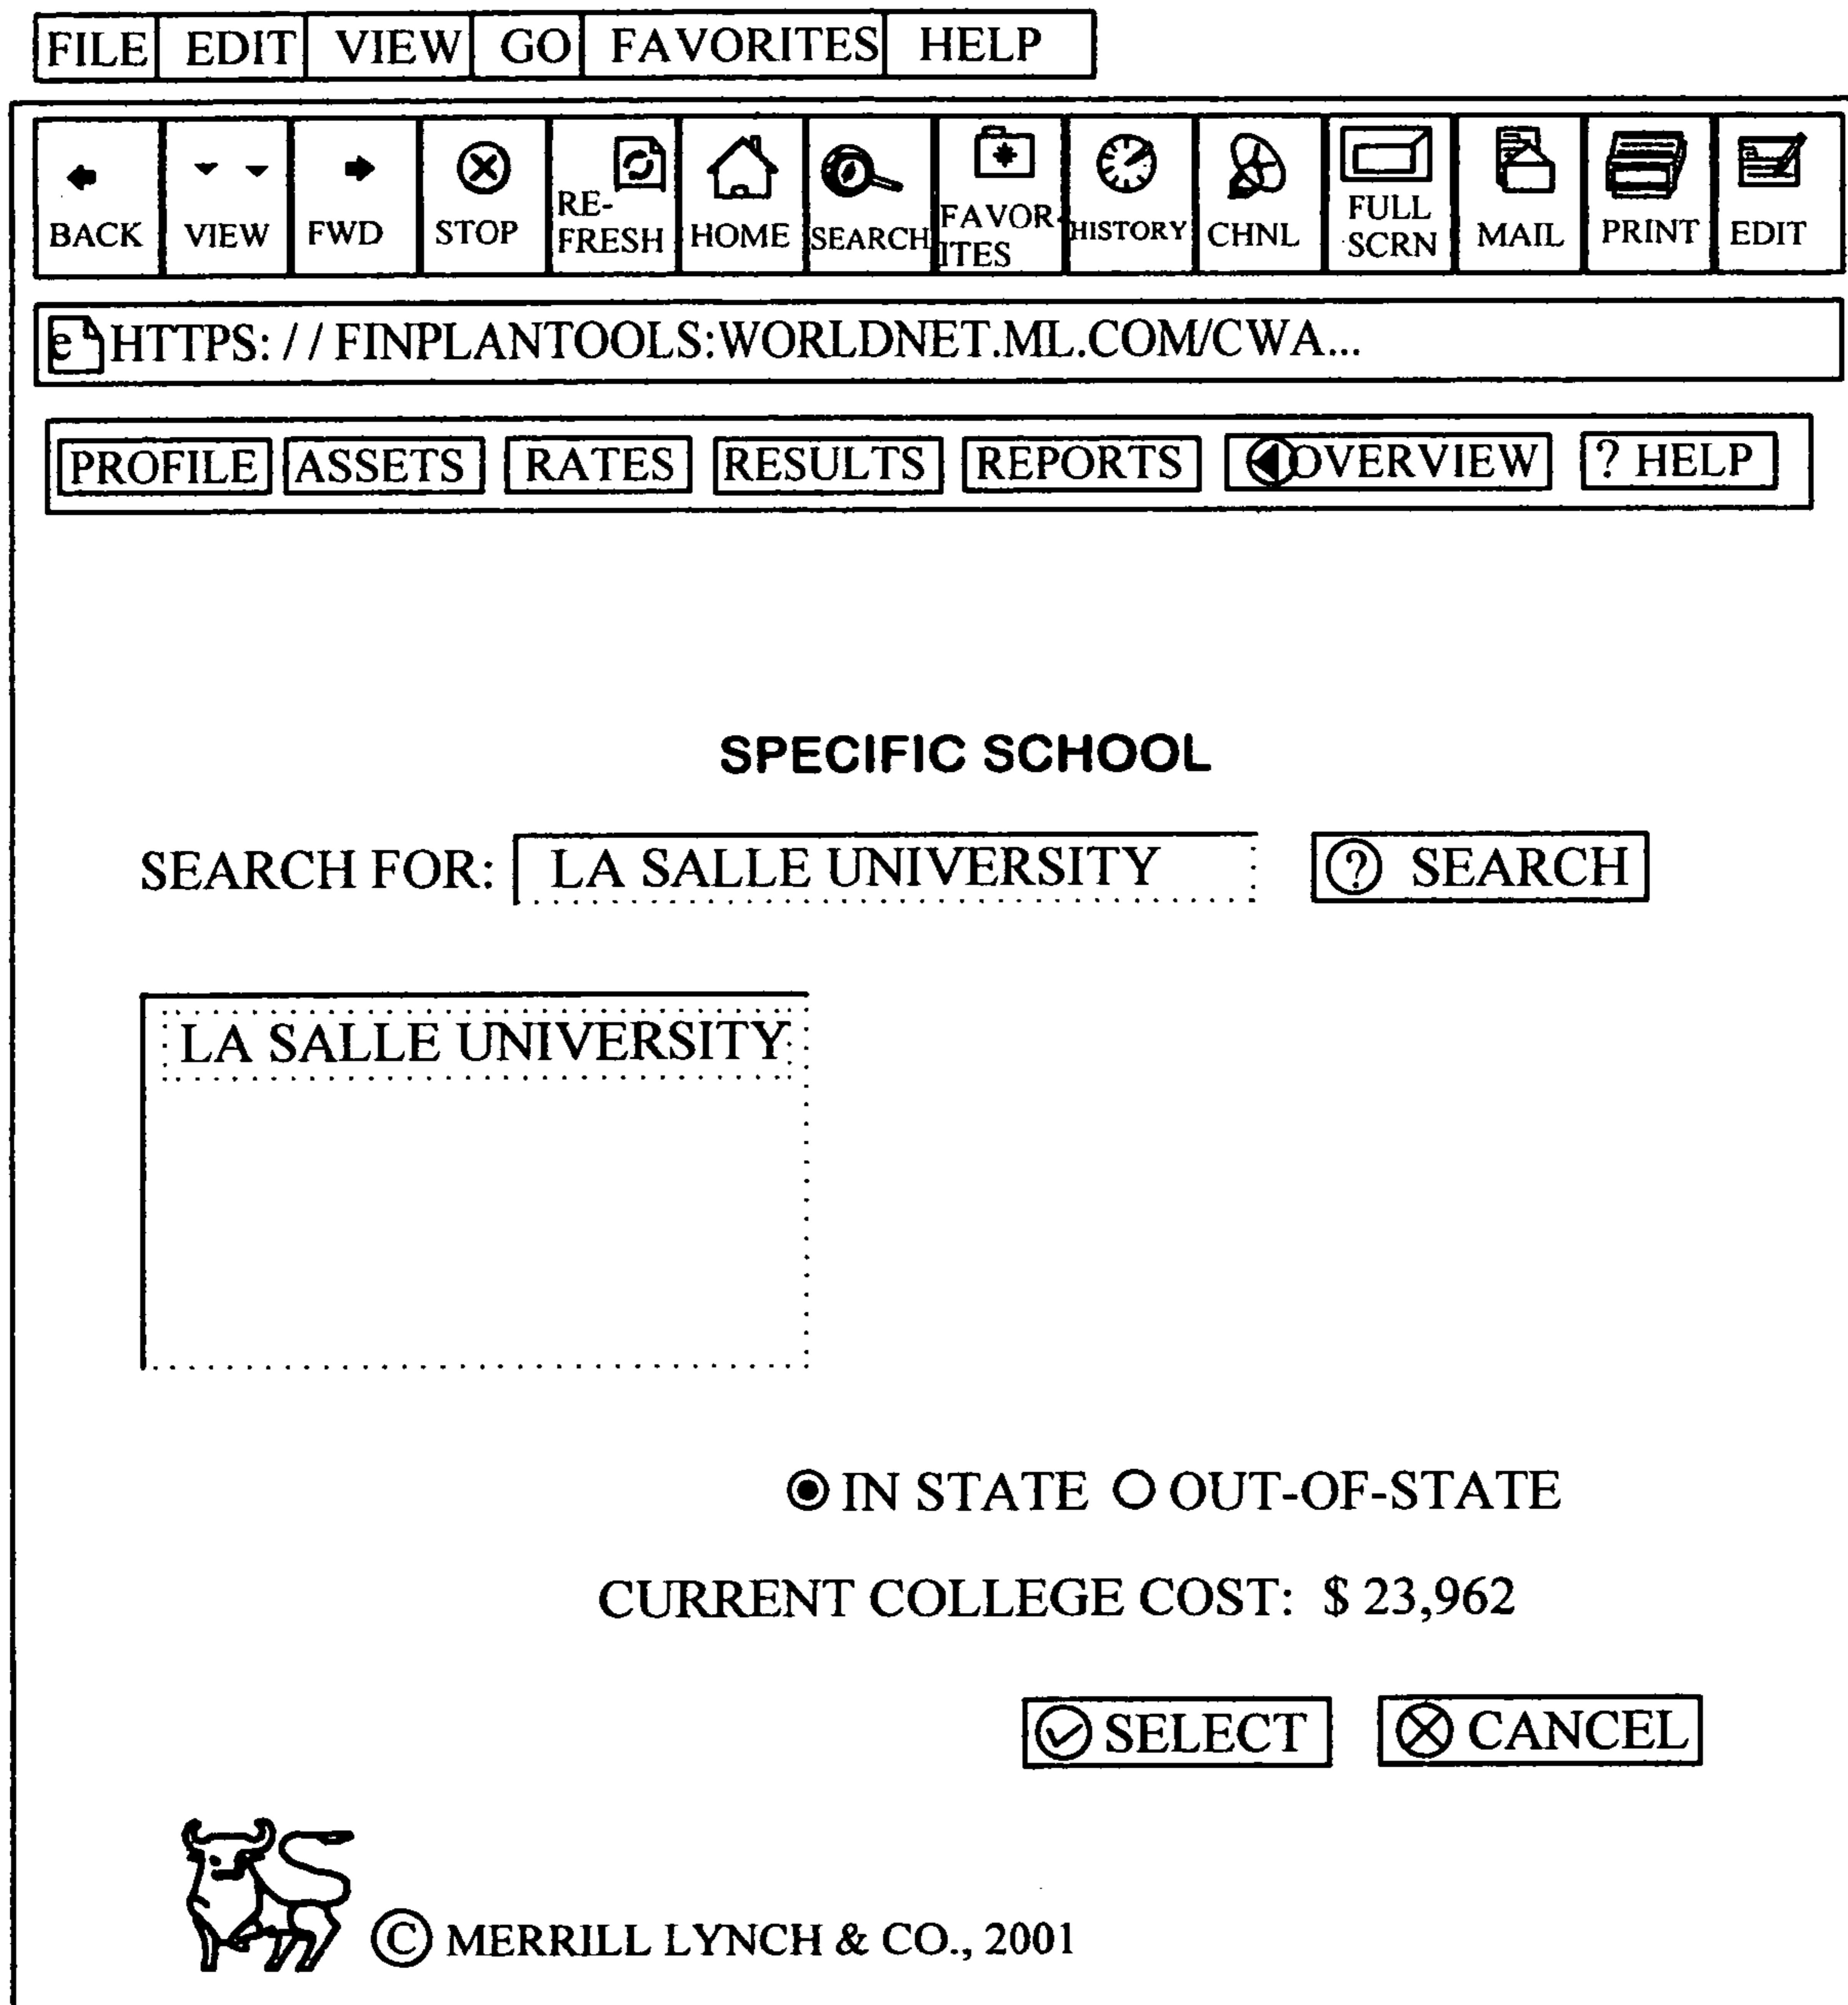 FILE EDIT VIEW GO FAVORITES HELP
BACK VIEW FWD STOP RE-FRESH HOME SEARCH FAVOR-ITES HISTORY CHNL FULL SCRN MAIL PRINT EDIT
e HTTPS: / / FINPLANTOOLS:WORLDNET.ML.COM/CWA...
PROFILE ASSETS RATES RESULTS REPORTS OVERVIEW ? HELP
SPECIFIC SCHOOL
SEARCH FOR: LA SALLE UNIVERSITY ? SEARCH
LA SALLE UNIVERSITY
IN STATE OUT-OF-STATE
CURRENT COLLEGE COST: $ 23,962
SELECT CANCEL
© MERRILL LYNCH & CO., 2001